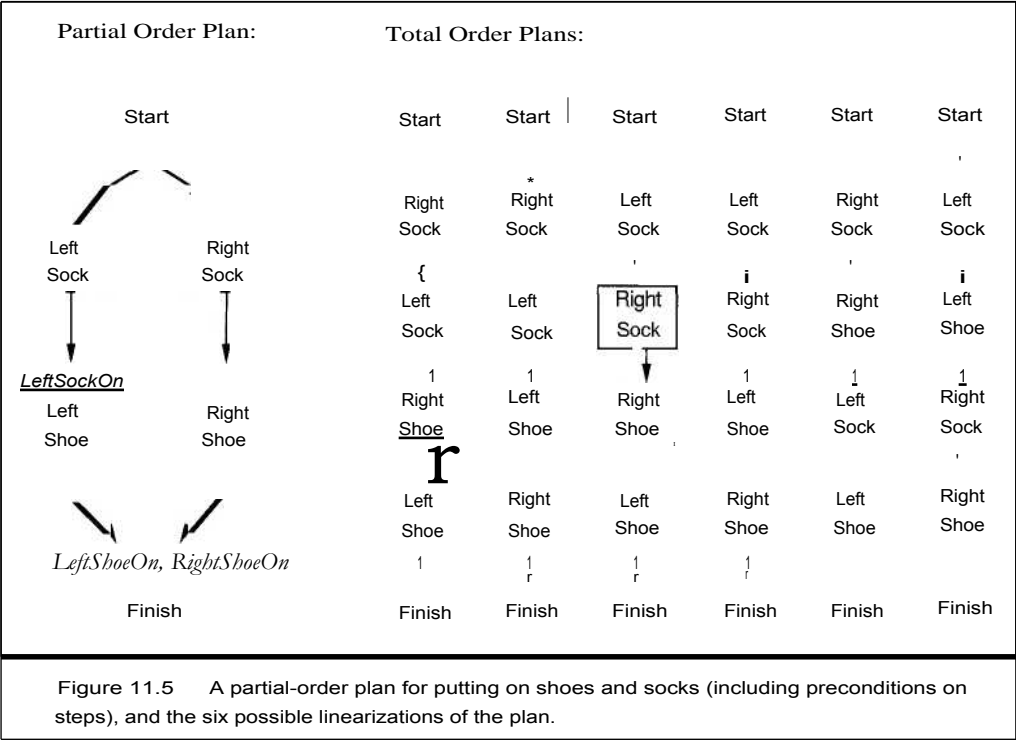 Partial Order Plan:
Total Order Plans:
Start
Left Right
Sock Sock
LeftSockOn
Left Right
Shoe Shoe
LeftShoeOn, RightShoeOn
Finish
Start Start Start Start Start Start
Right Right Left Left Right Left
Sock Sock Sock Sock Sock Sock
Left Left Right Right Right Left
Sock Sock Sock Sock Shoe Shoe
Right Left Right Left Left Right
Shoe Shoe Shoe Shoe Sock Sock
Left Right Left Right Left Right
Shoe Shoe Shoe Shoe Shoe Shoe
Finish Finish Finish Finish Finish Finish
Figure 11.5 A partial-order plan for putting on shoes and socks (including preconditions on
steps), and the six possible linearizations of the plan.